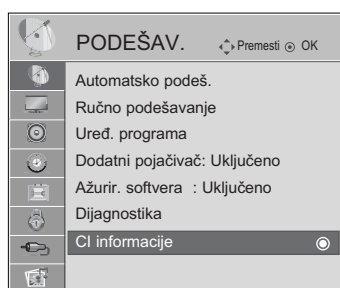 PODEŠAV. Premesti OK
Automatsko podeš.
Ručno podešavanje
Uređ. programa
Dodatni pojačivač: Uključeno
Ažurir. softvera : Uključeno
Dijagnostika
CI informacije